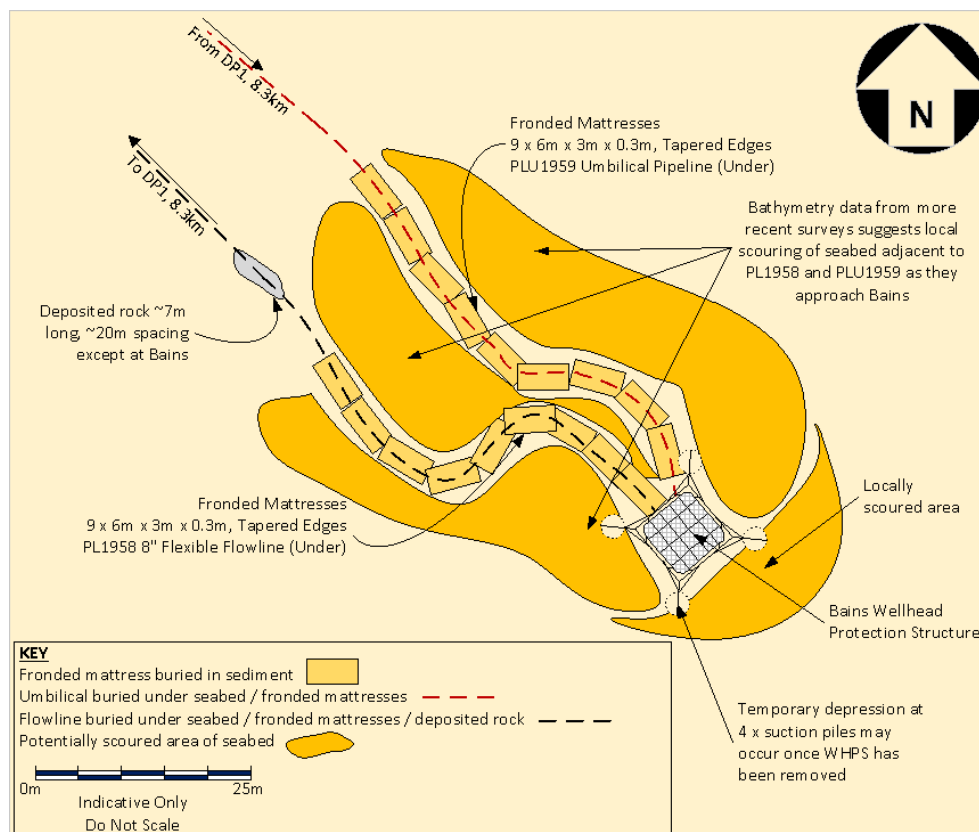 From DP1, 8.3km
To DP1, 8.3km
N
Fronded Mattresses
9 x 6m x 3m x 0.3m, Tapered Edges
PLU1959 Umbilical Pipeline (Under)
Bathymetry data from more
recent surveys suggests local
scouring of seabed adjacent to
PL1958 and PLU1959 as they
approach Bains
Deposited rock ~7m
long, ~20m spacing
except at Bains
Fronded Mattresses
9 x 6m x 3m x 0.3m, Tapered Edges
PL1958 8" Flexible Flowline (Under)
Locally
scoured area
Bains Wellhead
Protection Structure
Temporary depression at
4 x suction piles may
occur once WHPS has
been removed
KEY
Fronded mattress buried in sediment
Umbilical buried under seabed / fronded mattresses
Flowline buried under seabed / fronded mattresses / deposited rock
Potentially scoured area of seabed
0m 25m
Indicative Only
Do Not Scale